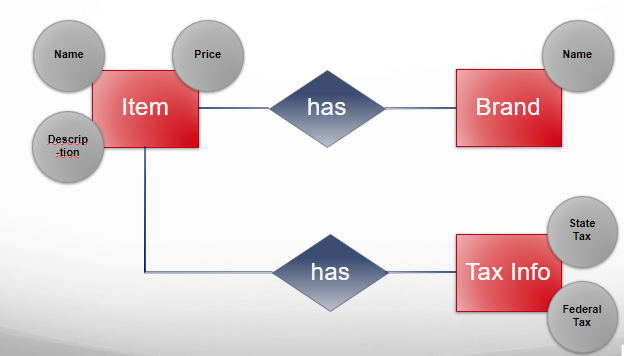 Name
Price
Name
Item
has
Brand
Descrip
-tion
State
Tax
has
Tax Info
Federal
Tax